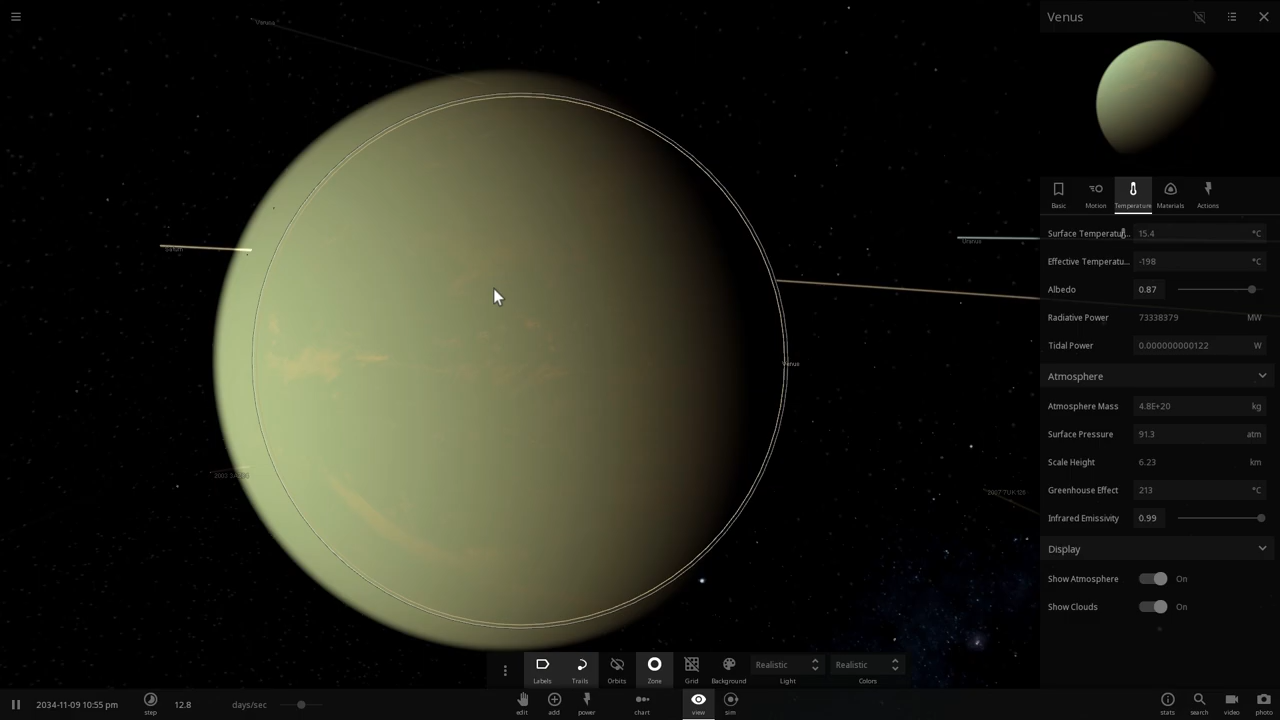 Venus
Venus
Saturn
Uranus
Venus
Basic
Motion
Temperature
Materials
Actions
Surface Temperatu...
15.4
°C
Effective Temperatu...
-198
°C
Albedo
0.87
Radiative Power
73338379
MW
Tidal Power
0.000000000122
W
Atmosphere
Atmosphere Mass
4.8E+20
kg
Surface Pressure
91.3
atm
Scale Height
6.23
km
Greenhouse Effect
213
°C
Infrared Emissivity
0.99
Display
Show Atmosphere
On
Show Clouds
On
Labels
Trails
Orbits
Zone
Grid
Background
Realistic
Light
Realistic
Colors
2034-11-09 10:55 pm
step
12.8
days/sec
edit
add
power
chart
view
sim
stats
search
video
photo